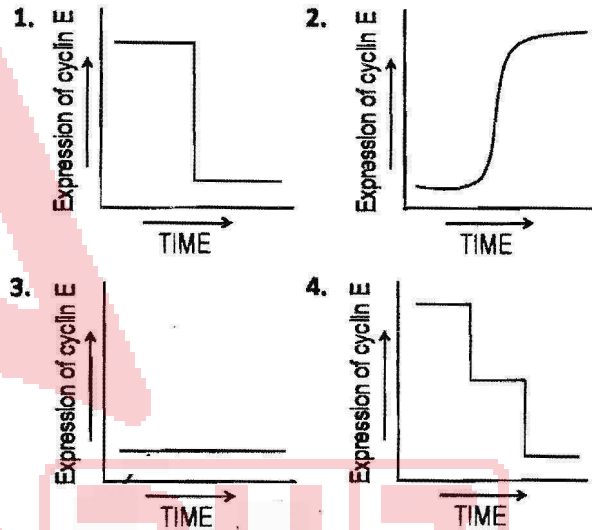 1.
Expression of cyclin E
TIME
2.
Expression of cyclin E
TIME
3.
Expression of cyclin E
TIME
4.
Expression of cyclin E
TIME